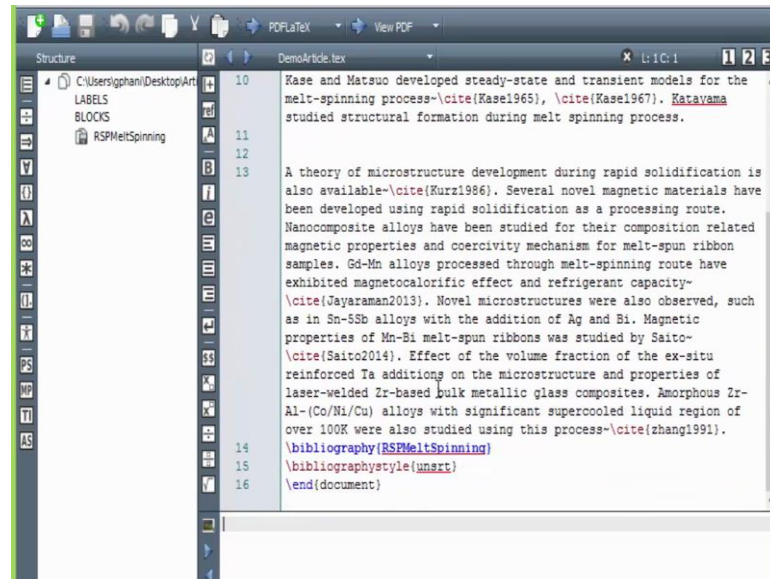 PDFLaTeX
View PDF
Structure
DemoArticle.tex
L: 1 C: 1
1 2 3
C:\Users\gphani\Desktop\Arti
LABELS
BLOCKS
RSPMeltSpinning
ref
B
i
e
$$
PS
MP
TI
AS
10 Kase and Matsuo developed steady-state and transient models for the
melt-spinning process~\cite{Kase1965}, \cite{Kase1967}. Katayama
studied structural formation during melt spinning process.
11
12
13 A theory of microstructure development during rapid solidification is
also available~\cite{Kurz1986}. Several novel magnetic materials have
been developed using rapid solidification as a processing route.
Nanocomposite alloys have been studied for their composition related
magnetic properties and coercivity mechanism for melt-spun ribbon
samples. Gd-Mn alloys processed through melt-spinning route have
exhibited magnetocalorific effect and refrigerant capacity~
\cite{Jayaraman2013}. Novel microstructures were also observed, such
as in Sn-5Sb alloys with the addition of Ag and Bi. Magnetic
properties of Mn-Bi melt-spun ribbons was studied by Saito~
\cite{Saito2014}. Effect of the volume fraction of the ex-situ
reinforced Ta additions on the microstructure and properties of
laser-welded Zr-based bulk metallic glass composites. Amorphous Zr-
Al-(Co/Ni/Cu) alloys with significant supercooled liquid region of
over 100K were also studied using this process~\cite{zhang1991}.
14 \bibliography{RSPMeltSpinning}
15 \bibliographystyle{unsrt}
16 \end{document}